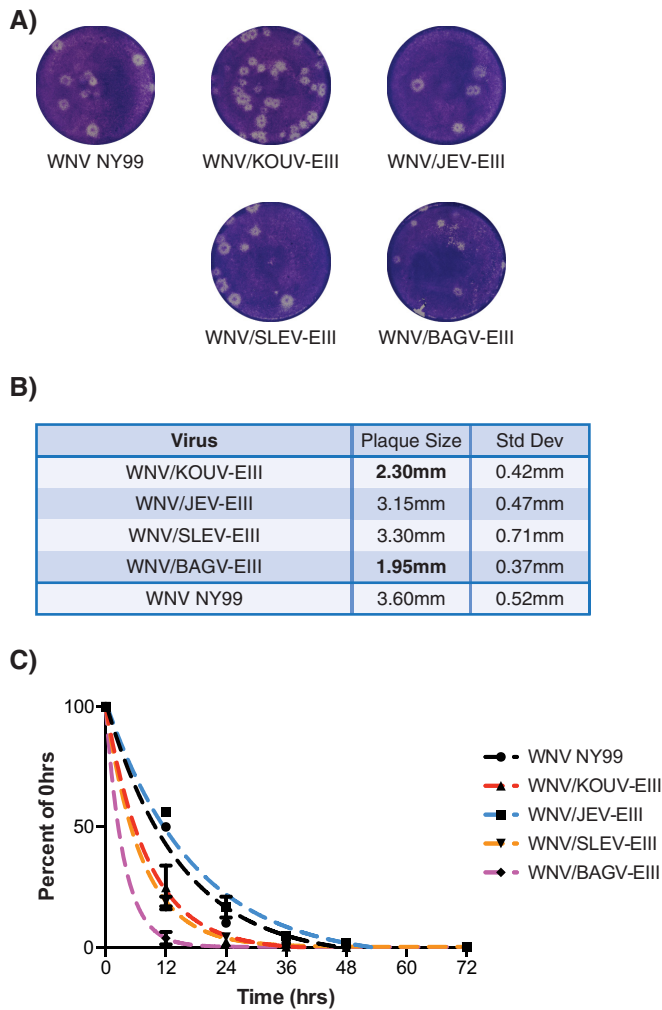 A)
WNV NY99 WNV/KOUV-EIII WNV/JEV-EIII
WNV/SLEV-EIII WNV/BAGV-EIII
B)
Virus Plaque Size Std Dev
WNV/KOUV-EIII 2.30mm 0.42mm
WNV/JEV-EIII 3.15mm 0.47mm
WNV/SLEV-EIII 3.30mm 0.71mm
WNV/BAGV-EIII 1.95mm 0.37mm
WNV NY99 3.60mm 0.52mm
C)
Percent of 0hrs
100
50
0
0 12 24 36 48 60 72
Time (hrs)
WNV NY99
WNV/KOUV-EIII
WNV/JEV-EIII
WNV/SLEV-EIII
WNV/BAGV-EIII